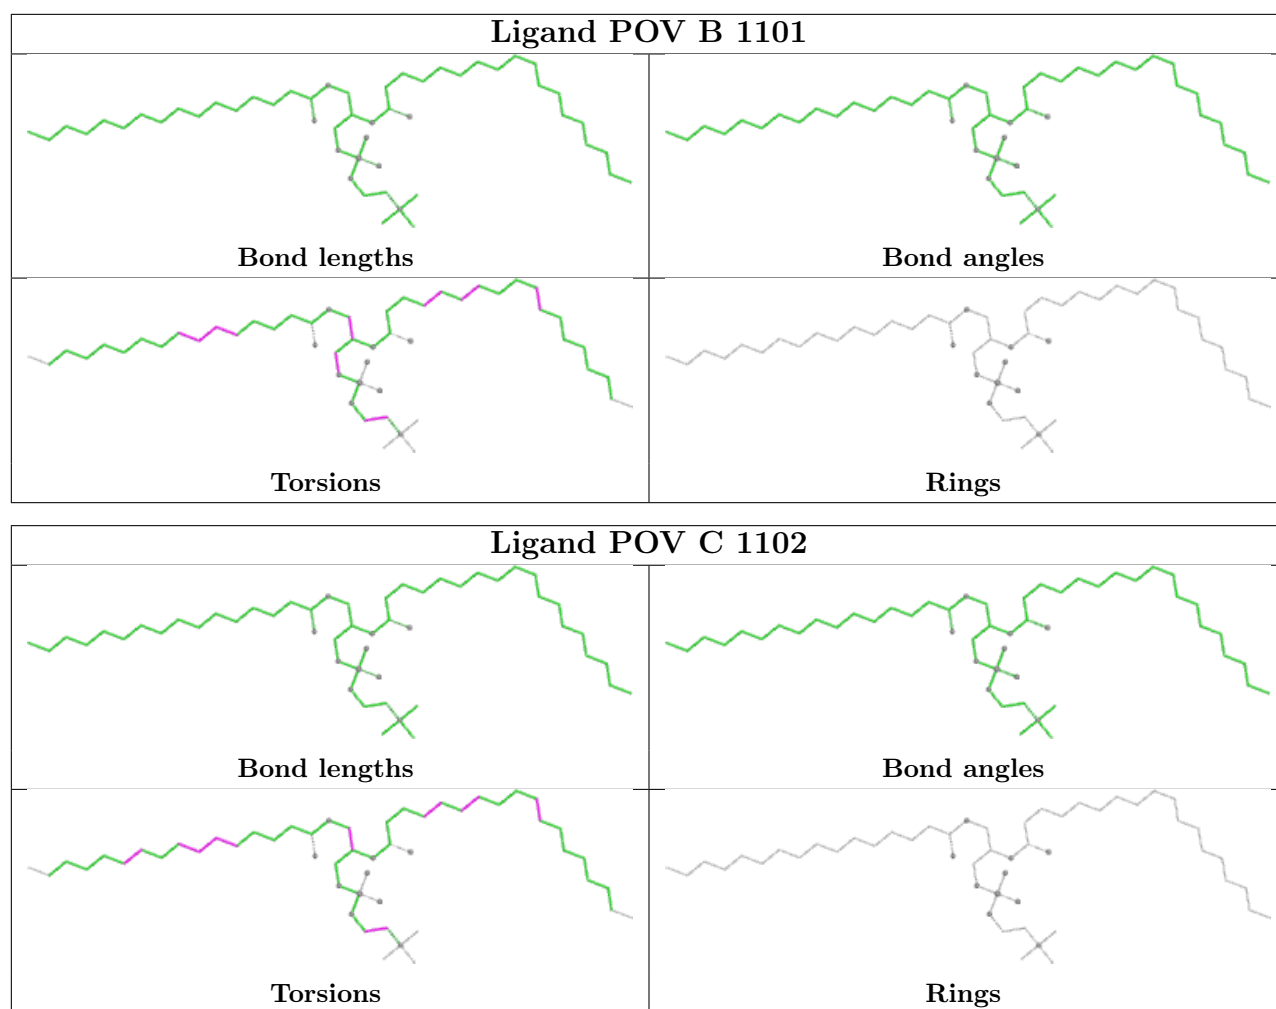 Ligand POV B 1101
Bond lengths
Bond angles
Torsions
Rings
Ligand POV C 1102
Bond lengths
Bond angles
Torsions
Rings